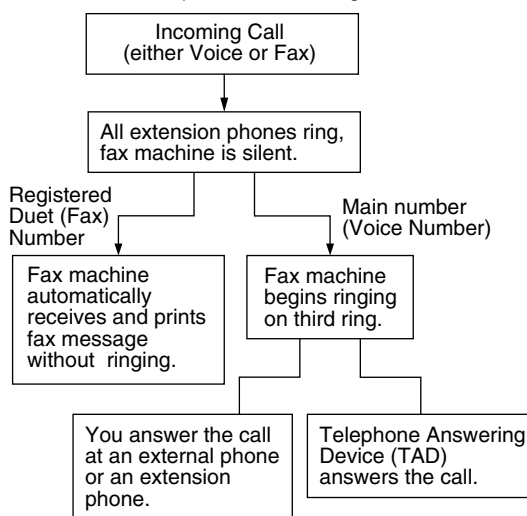 Incoming Call
(either Voice or Fax)
All extension phones ring,
fax machine is silent.
Registered
Duet (Fax)
Number
Main number
(Voice Number)
Fax machine
automatically
receives and prints
fax message
without ringing.
Fax machine
begins ringing
on third ring.
You answer the call
at an external phone
or an extension
phone.
Telephone Answering
Device (TAD)
answers the call.